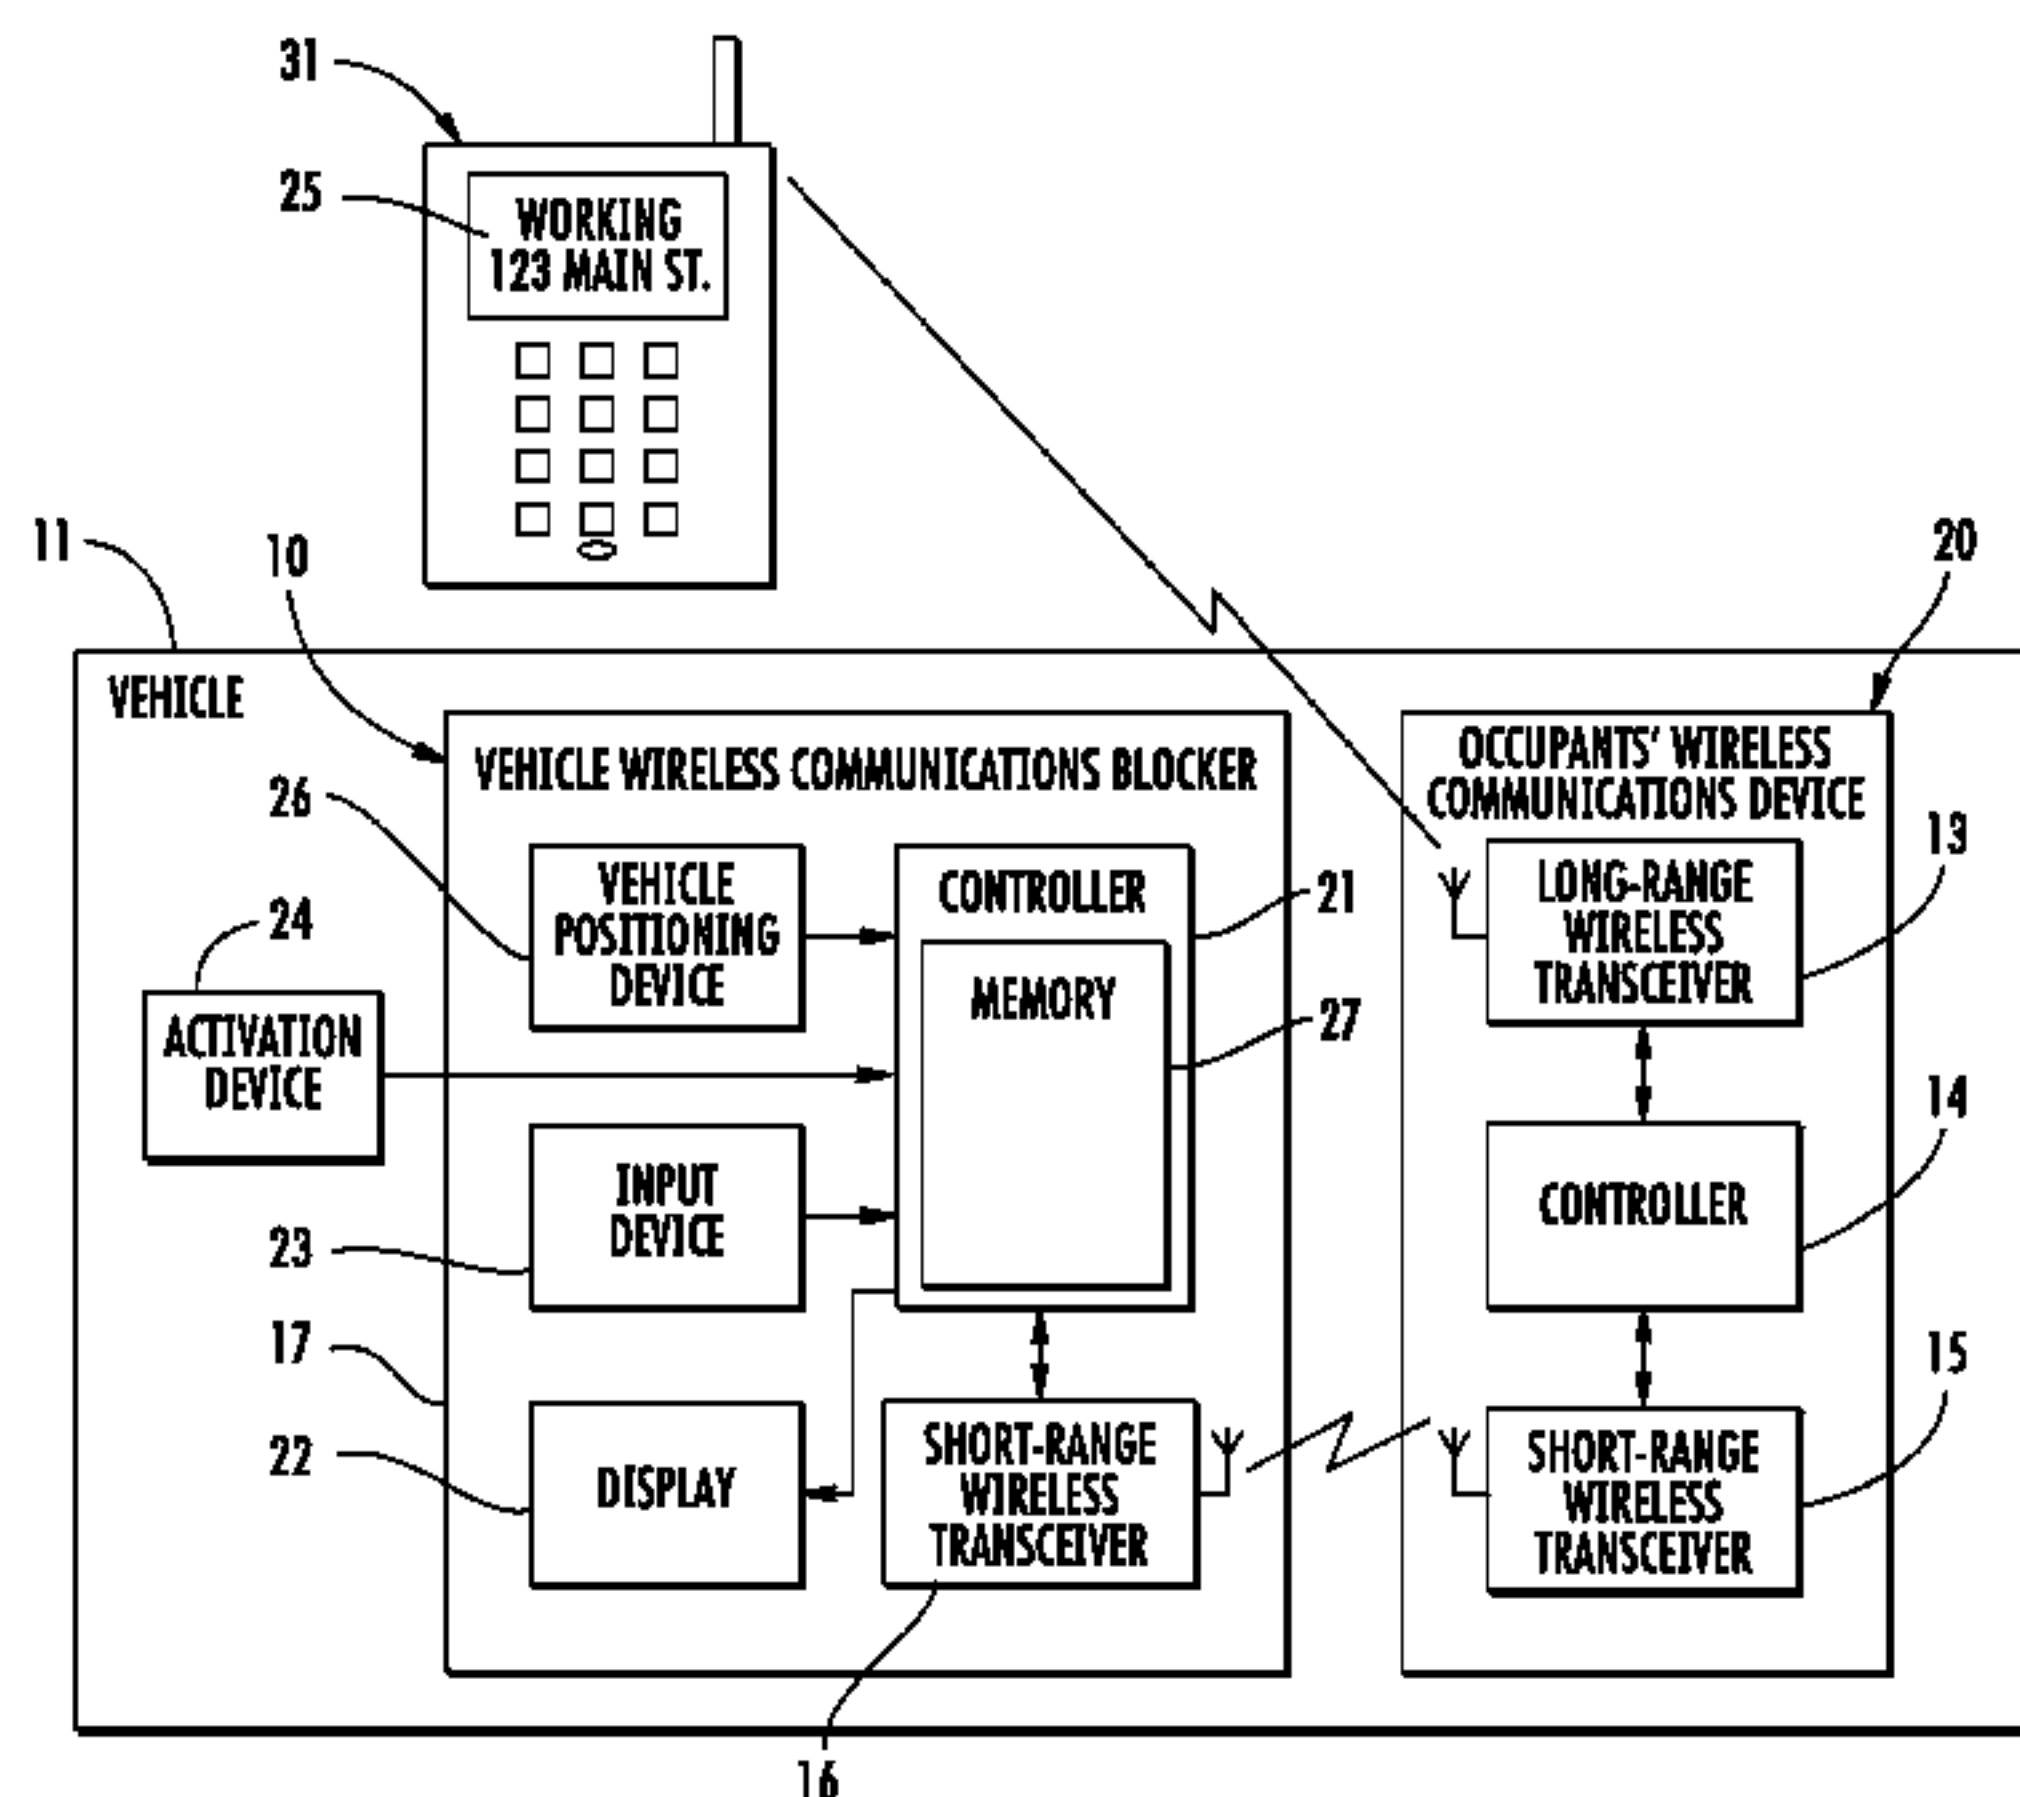 31
25
WORKING
123 MAIN ST.
11
10
20
VEHICLE
VEHICLE WIRELESS COMMUNICATIONS BLOCKER
OCCUPANTS' WIRELESS
COMMUNICATIONS DEVICE
26
VEHICLE
POSITIONING
DEVICE
CONTROLLER
21
MEMORY
27
13
LONG-RANGE
WIRELESS
TRANSCEIVER
24
ACTIVATION
DEVICE
INPUT
DEVICE
23
14
CONTROLLER
17
22
DISPLAY
SHORT-RANGE
WIRELESS
TRANSCEIVER
15
SHORT-RANGE
WIRELESS
TRANSCEIVER
16